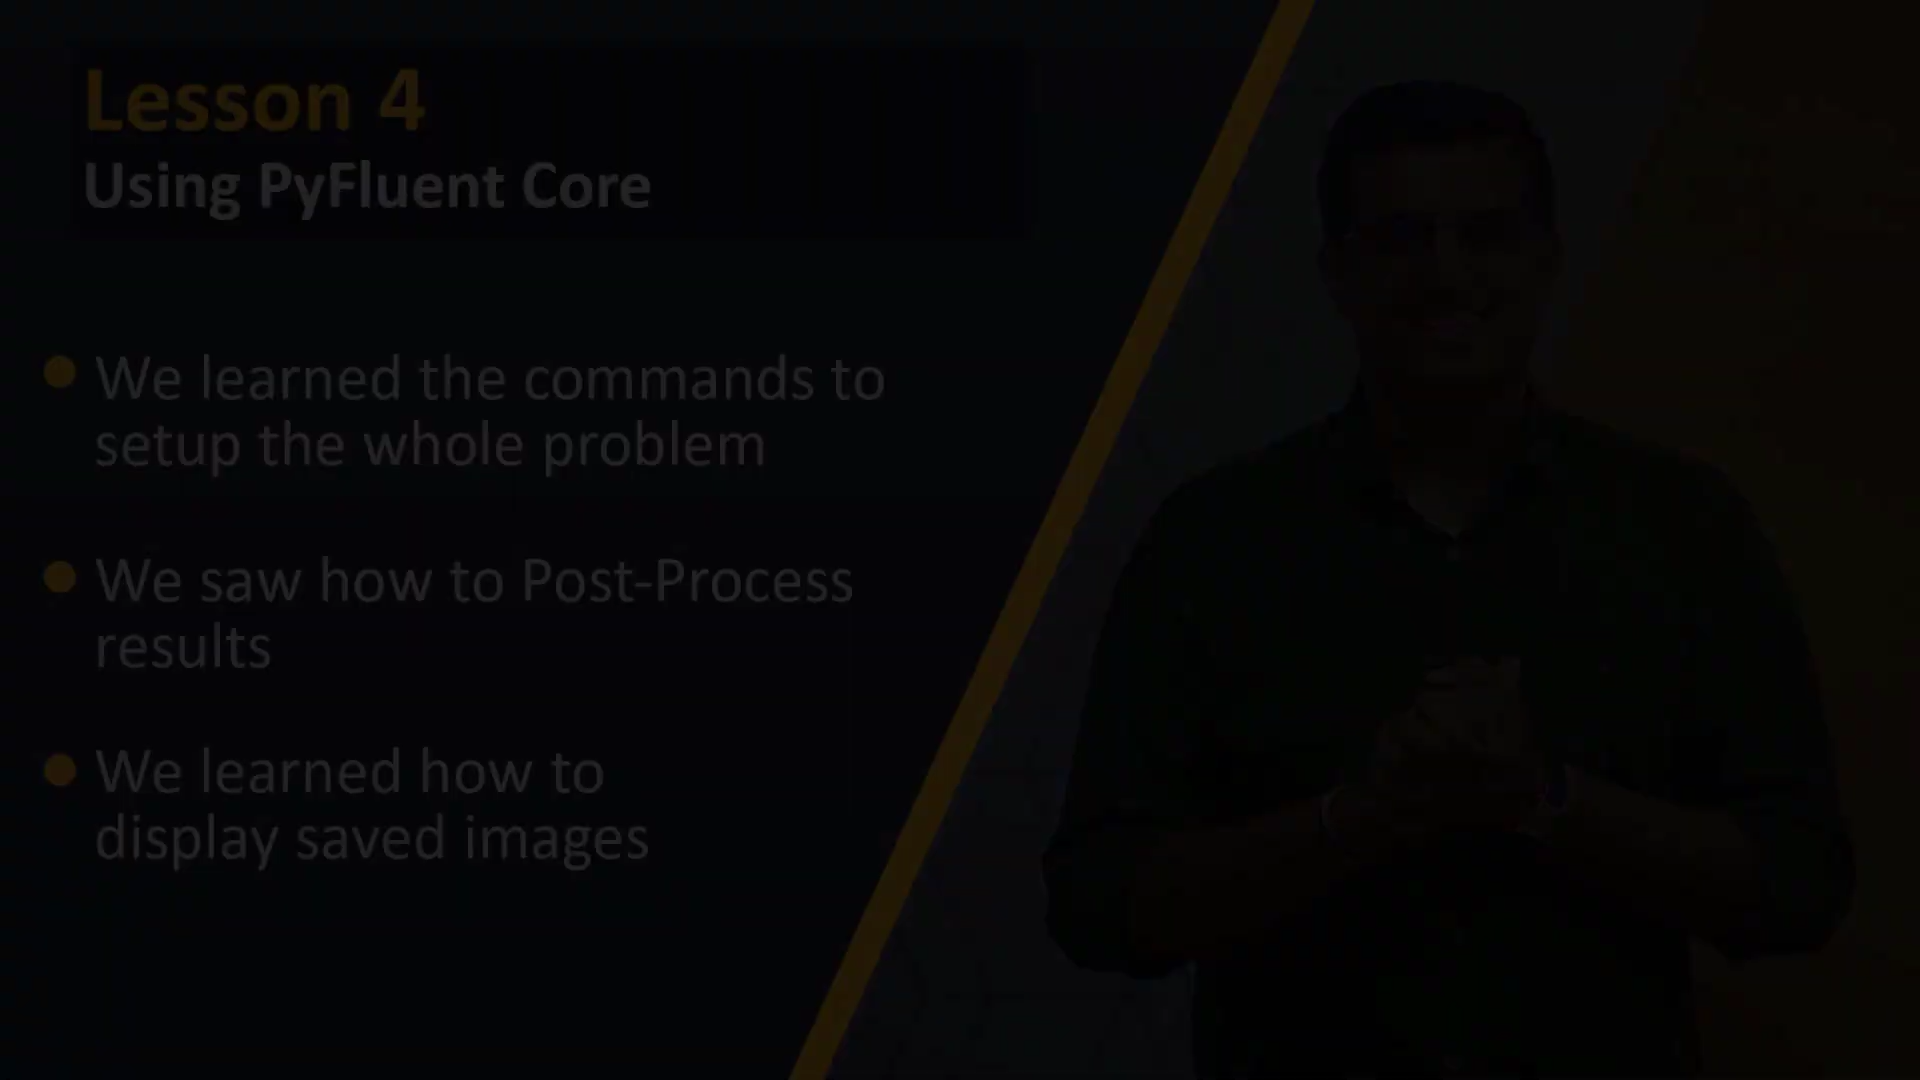 Lesson 4
Using PyFluent Core
We learned the commands to
setup the whole problem
We saw how to Post-Process
results
We learned how to
display saved images